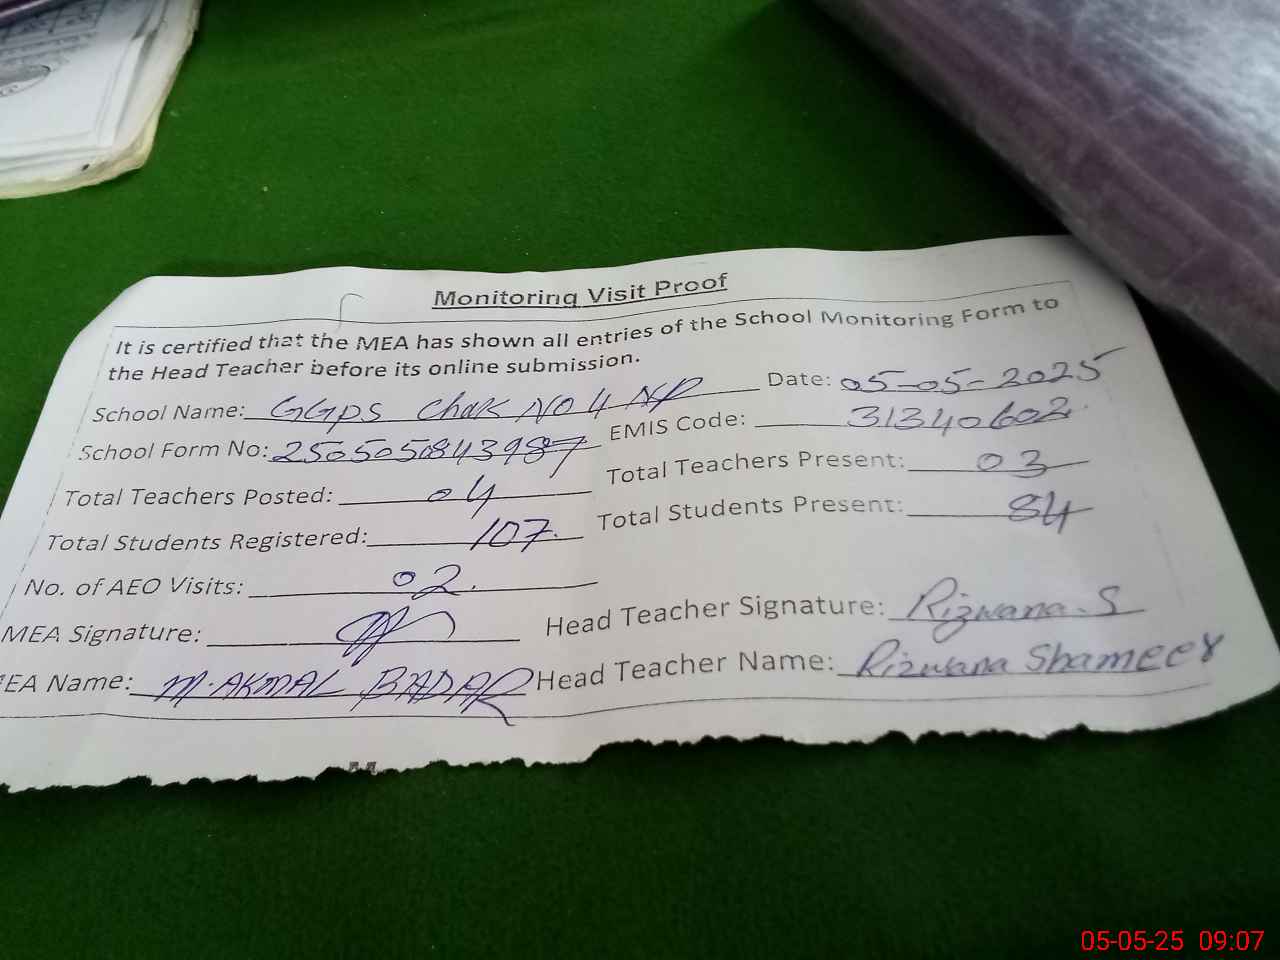 Monitoring Visit Proof
It is certified that the MEA has shown all entries of the School Monitoring Form to
the Head Teacher before its online submission.
School Name: GGPS Chak No 4 NP Date: 05-05-2025
School Form No: 250505843987 EMIS Code: 31340602
Total Teachers Posted: 04 Total Teachers Present: 03
Total Students Registered: 107. Total Students Present: 84
No. of AEO Visits: 02.
MEA Signature: Head Teacher Signature: Rizwana.S
EA Name: M.AKMAL BADAR Head Teacher Name: Rizwana Shameer
05-05-25 09:07